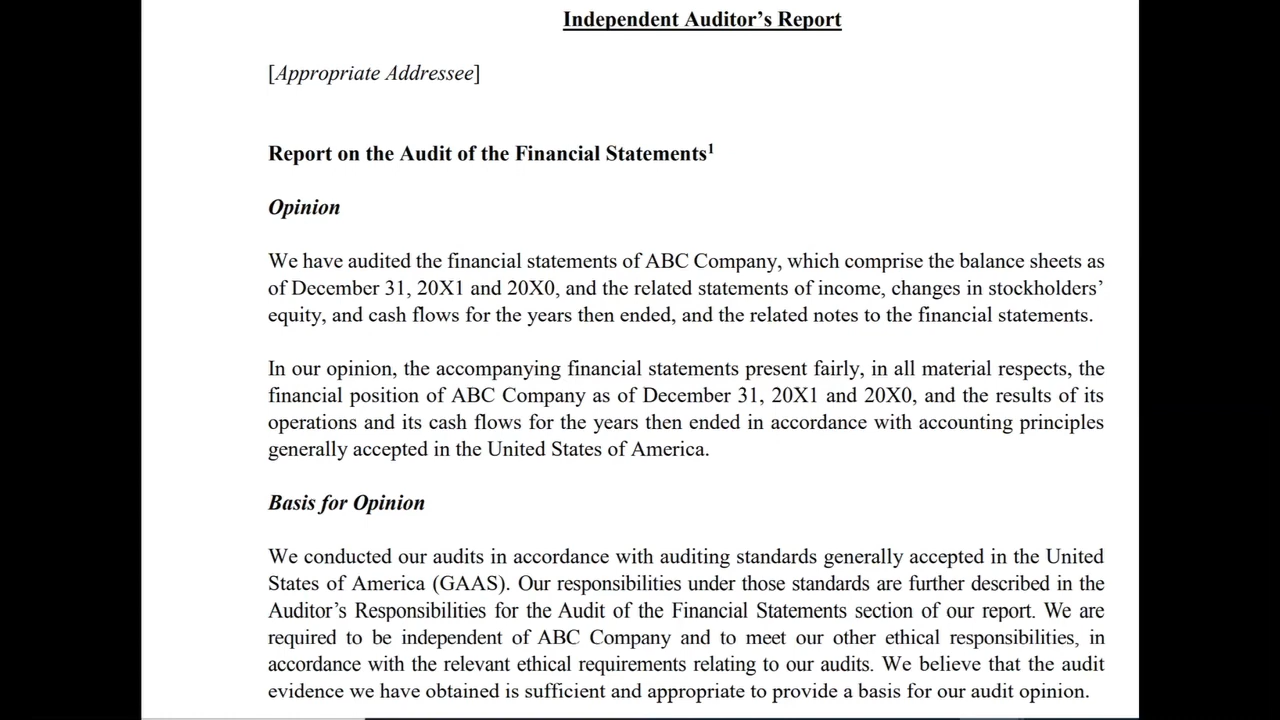 Independent Auditor’s Report
[Appropriate Addressee]
Report on the Audit of the Financial Statements¹
Opinion
We have audited the financial statements of ABC Company, which comprise the balance sheets as
of December 31, 20X1 and 20X0, and the related statements of income, changes in stockholders’
equity, and cash flows for the years then ended, and the related notes to the financial statements.
In our opinion, the accompanying financial statements present fairly, in all material respects, the
financial position of ABC Company as of December 31, 20X1 and 20X0, and the results of its
operations and its cash flows for the years then ended in accordance with accounting principles
generally accepted in the United States of America.
Basis for Opinion
We conducted our audits in accordance with auditing standards generally accepted in the United
States of America (GAAS). Our responsibilities under those standards are further described in the
Auditor’s Responsibilities for the Audit of the Financial Statements section of our report. We are
required to be independent of ABC Company and to meet our other ethical responsibilities, in
accordance with the relevant ethical requirements relating to our audits. We believe that the audit
evidence we have obtained is sufficient and appropriate to provide a basis for our audit opinion.